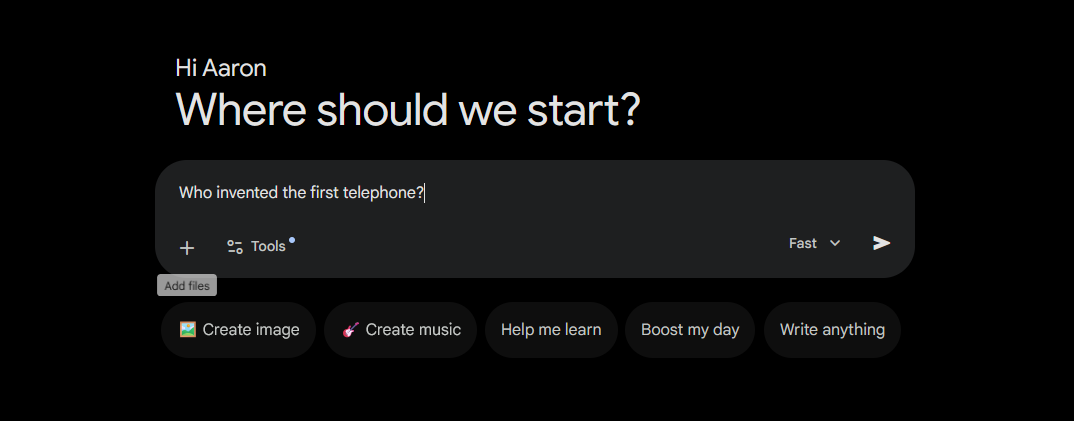 Hi Aaron
Where should we start?
Who invented the first telephone?
Tools
Fast
Add files
Create image
Create music
Help me learn
Boost my day
Write anything